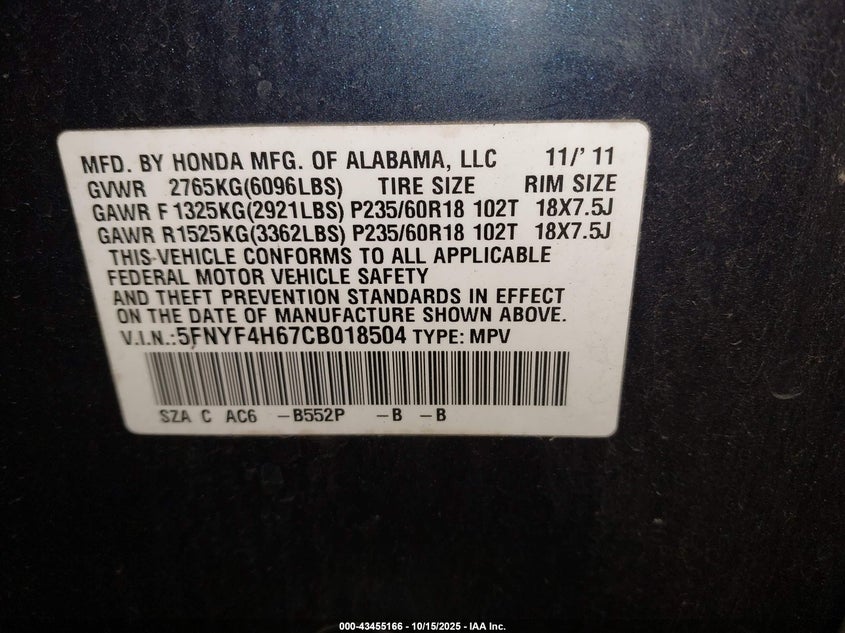 MFD. BY HONDA MFG. OF ALABAMA, LLC 11/' 11
GVWR 2765KG(6096LBS) TIRE SIZE RIM SIZE
GAWR F 1325KG(2921LBS) P235/60R18 102T 18X7.5J
GAWR R1525KG(3362LBS) P235/60R18 102T 18X7.5J
THIS VEHICLE CONFORMS TO ALL APPLICABLE
FEDERAL MOTOR VEHICLE SAFETY
AND THEFT PREVENTION STANDARDS IN EFFECT
ON THE DATE OF MANUFACTURE SHOWN ABOVE.
V.I.N.:5FNYF4H67CB018504 TYPE: MPV
SZA C AC6 –B552P –B –B
000-43455166 - 10/15/2025 - IAA Inc.